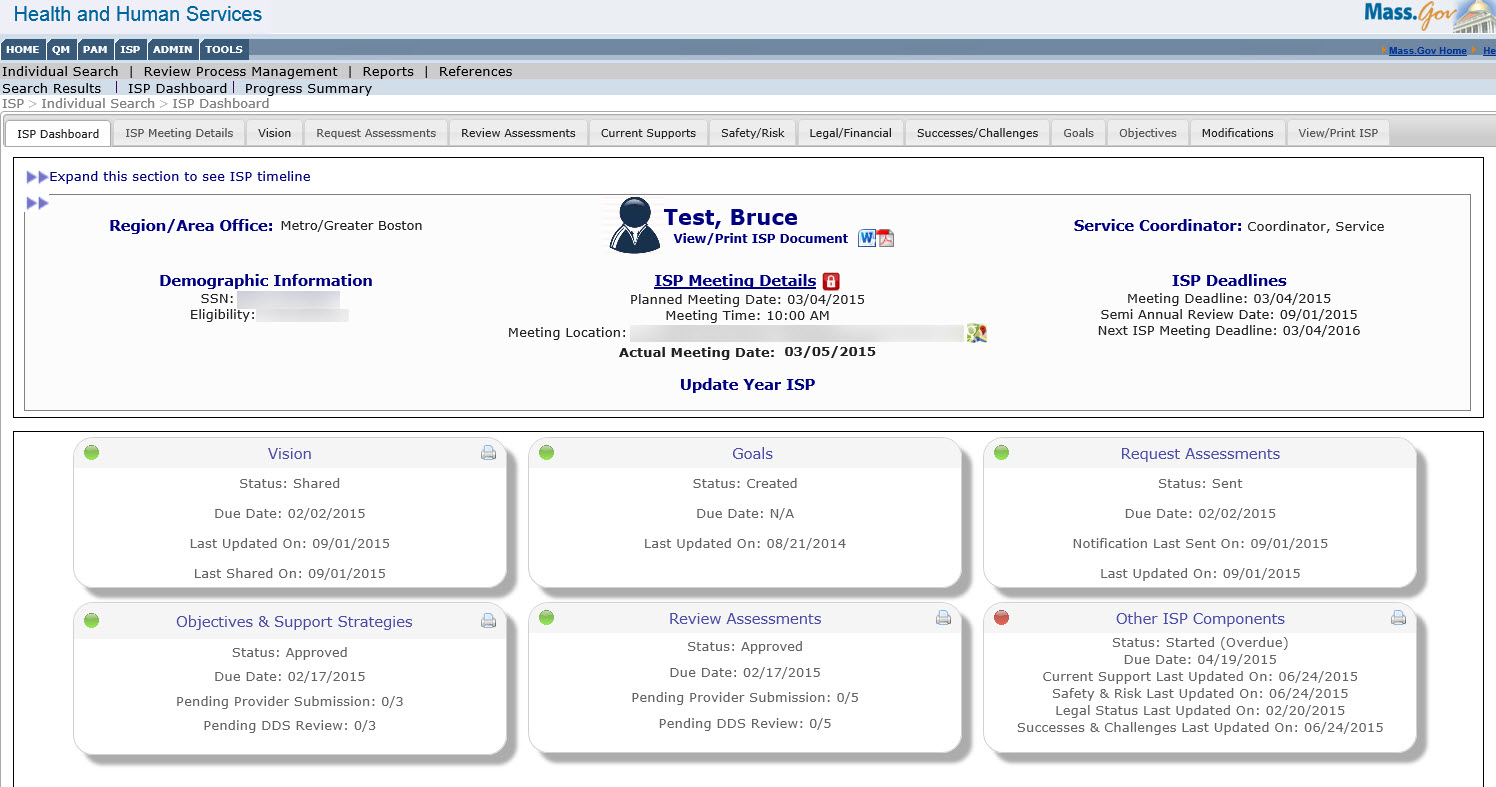 Health and Human Services
Mass.Gov
HOME QM PAM ISP ADMIN TOOLS
Mass.Gov Home He
Individual Search | Review Process Management | Reports | References
Search Results | ISP Dashboard | Progress Summary
ISP > Individual Search > ISP Dashboard
ISP Dashboard ISP Meeting Details Vision Request Assessments Review Assessments Current Supports Safety/Risk Legal/Financial Successes/Challenges Goals Objectives Modifications View/Print ISP
Expand this section to see ISP timeline
Region/Area Office: Metro/Greater Boston
Test, Bruce
View/Print ISP Document
Service Coordinator: Coordinator, Service
Demographic Information
SSN:
Eligibility:
ISP Meeting Details
Planned Meeting Date: 03/04/2015
Meeting Time: 10:00 AM
Meeting Location:
Actual Meeting Date: 03/05/2015
Update Year ISP
ISP Deadlines
Meeting Deadline: 03/04/2015
Semi Annual Review Date: 09/01/2015
Next ISP Meeting Deadline: 03/04/2016
Vision
Status: Shared
Due Date: 02/02/2015
Last Updated On: 09/01/2015
Last Shared On: 09/01/2015
Goals
Status: Created
Due Date: N/A
Last Updated On: 08/21/2014
Request Assessments
Status: Sent
Due Date: 02/02/2015
Notification Last Sent On: 09/01/2015
Last Updated On: 09/01/2015
Objectives & Support Strategies
Status: Approved
Due Date: 02/17/2015
Pending Provider Submission: 0/3
Pending DDS Review: 0/3
Review Assessments
Status: Approved
Due Date: 02/17/2015
Pending Provider Submission: 0/5
Pending DDS Review: 0/5
Other ISP Components
Status: Started (Overdue)
Due Date: 04/19/2015
Current Support Last Updated On: 06/24/2015
Safety & Risk Last Updated On: 06/24/2015
Legal Status Last Updated On: 02/20/2015
Successes & Challenges Last Updated On: 06/24/2015